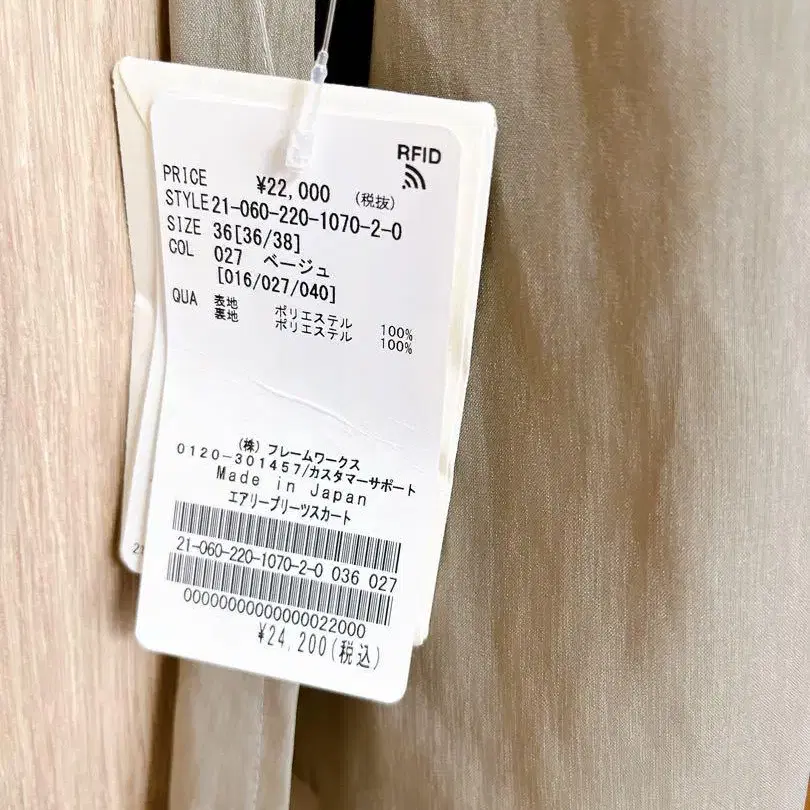 RFID
PRICE ¥22,000 (税抜)
STYLE 21-060-220-1070-2-0
SIZE 36[36/38]
COL 027 ベージュ
[016/027/040]
QUA 表地 ポリエステル 100%
裏地 ポリエステル 100%
(株) フレームワークス
0120-301457/カスタマーサポート
Made in Japan
エアリープリーツスカート
21-060-220-1070-2-0 036 027
00000000000000022000
¥24,200(税込)
21